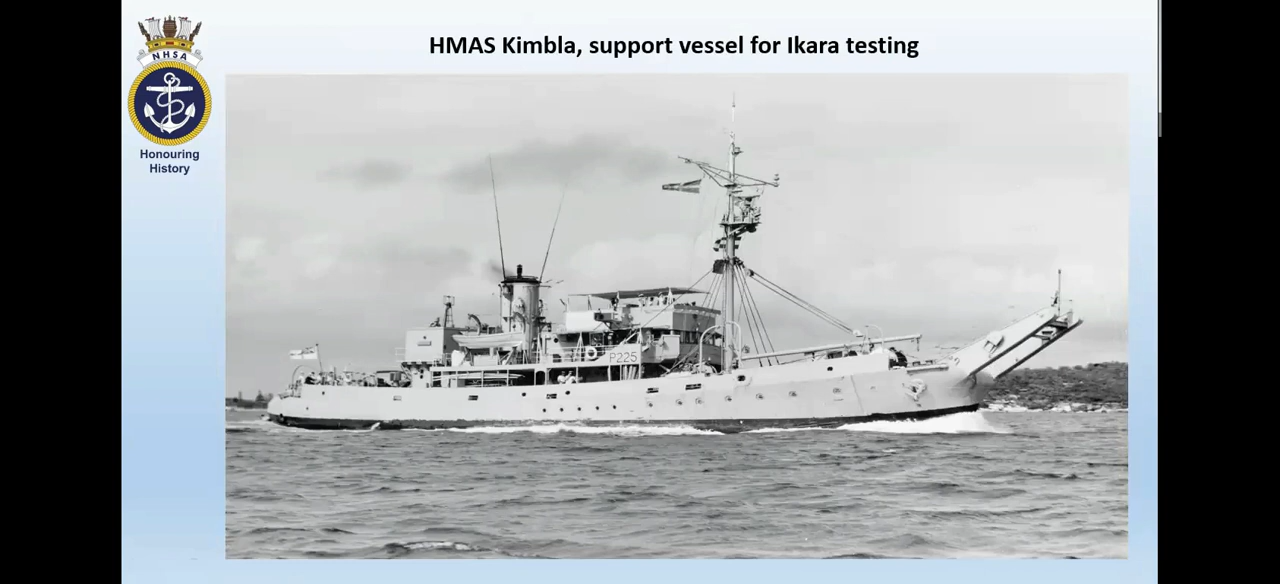 NHSA
Honouring
History
HMAS Kimbla, support vessel for Ikara testing
P225